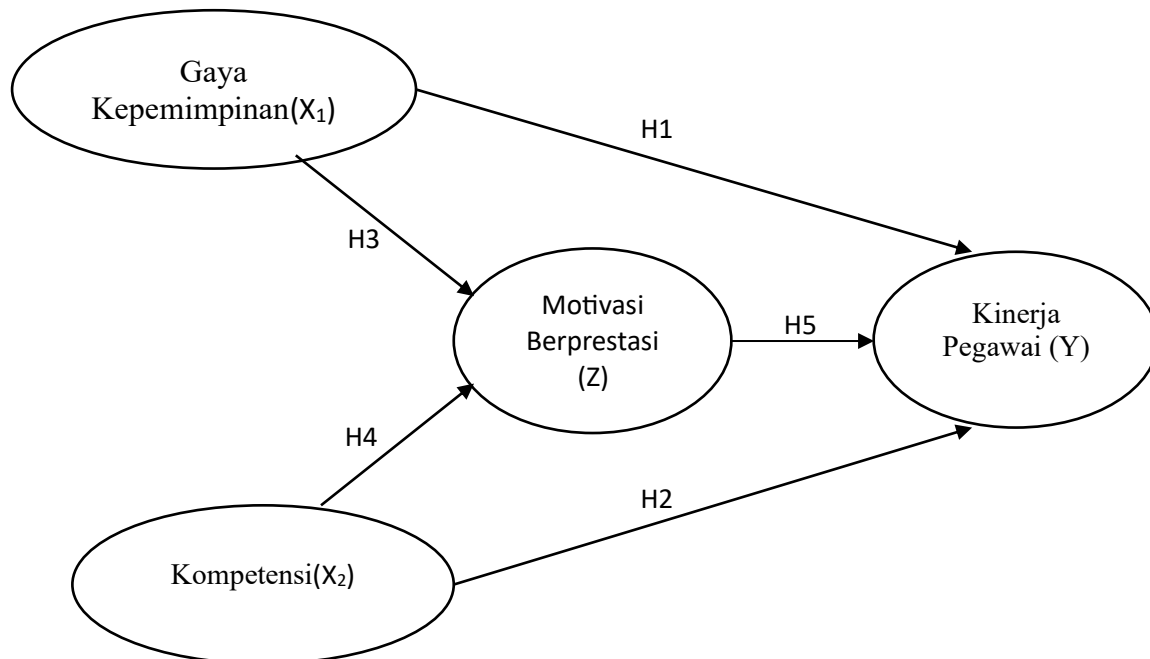 Gaya
Kepemimpinan(X₁)
H1
H3
Motivasi
Berprestasi
(Z)
H5
Kinerja
Pegawai (Y)
H4
H2
Kompetensi(X₂)